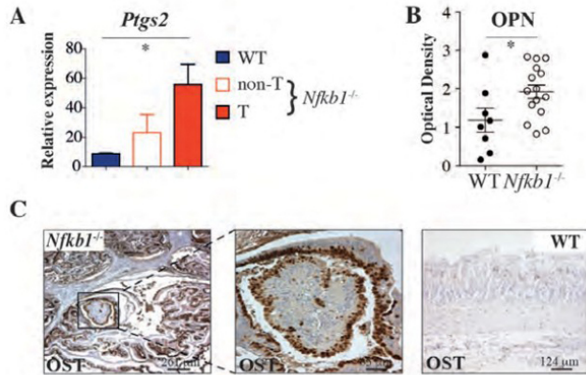 A
Ptgs2
*
Relative expression
80
60
40
20
0
WT
non-T
T
Nfkb1-/-
B
OPN
*
Optical Density
4
3
2
1
0
WT Nfkb1-/-
C
Nfkb1-/-
OST
OST
WT
OST
124 µm